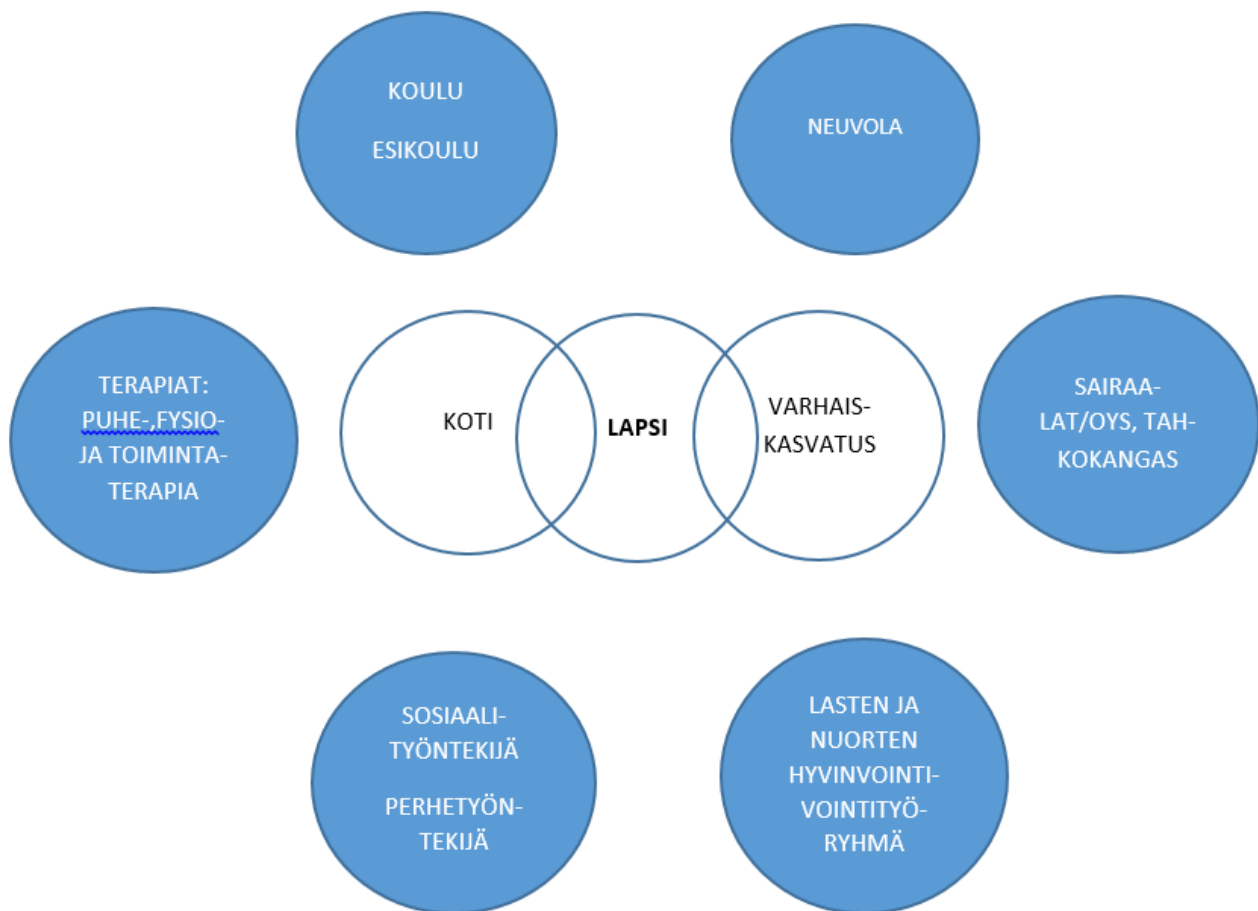 KOULU
ESIKOULU
NEUVOLA
TERAPIAT:
PUHE-,FYSIO-
JA TOIMINTA-
TERAPIA
KOTI
LAPSI
VARHAIS-
KASVATUS
SAIRAA-
LAT/OYS, TAH-
KOKANGAS
SOSIAALI-
TYÖNTEKIJÄ
PERHETYÖN-
TEKIJÄ
LASTEN JA
NUORTEN
HYVINVOINTI-
VOINTITYÖ-
RYHMÄ